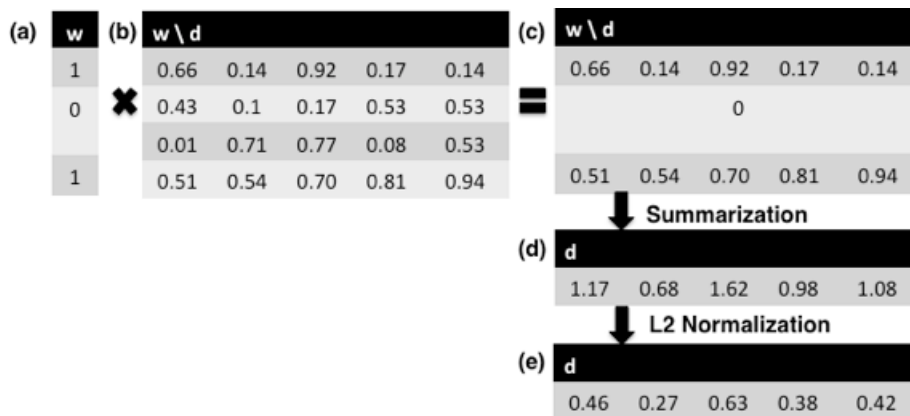 (a) w (b) w \ d (c) w \ d
1 0.66 0.14 0.92 0.17 0.14 0.66 0.14 0.92 0.17 0.14
0 ✖ 0.43 0.1 0.17 0.53 0.53 = 0
0.01 0.71 0.77 0.08 0.53
1 0.51 0.54 0.70 0.81 0.94 0.51 0.54 0.70 0.81 0.94
Summarization
(d) d
1.17 0.68 1.62 0.98 1.08
L2 Normalization
(e) d
0.46 0.27 0.63 0.38 0.42